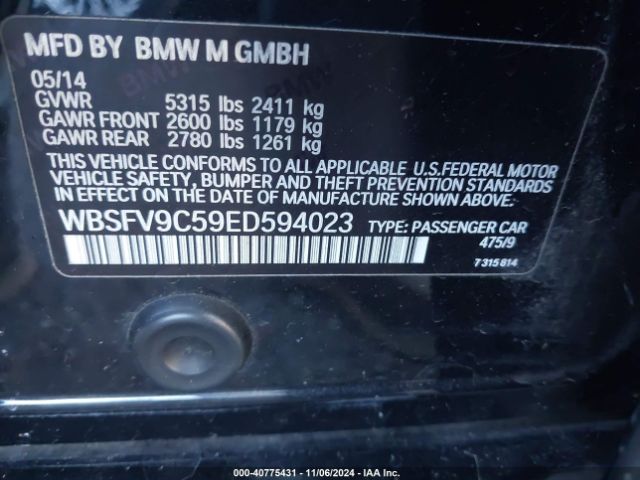 MFD BY BMW M GMBH
05/14
GVWR 5315 lbs 2411 kg
GAWR FRONT 2600 lbs 1179 kg
GAWR REAR 2780 lbs 1261 kg
THIS VEHICLE CONFORMS TO ALL APPLICABLE U.S.FEDERAL MOTOR
VEHICLE SAFETY, BUMPER AND THEFT PREVENTION STANDARDS
IN EFFECT ON THE DATE OF MANUFACTURE SHOWN ABOVE.
WBSFV9C59ED594023 TYPE: PASSENGER CAR
475/9
7315814
000-40775431 - 11/06/2024 - IAA Inc.